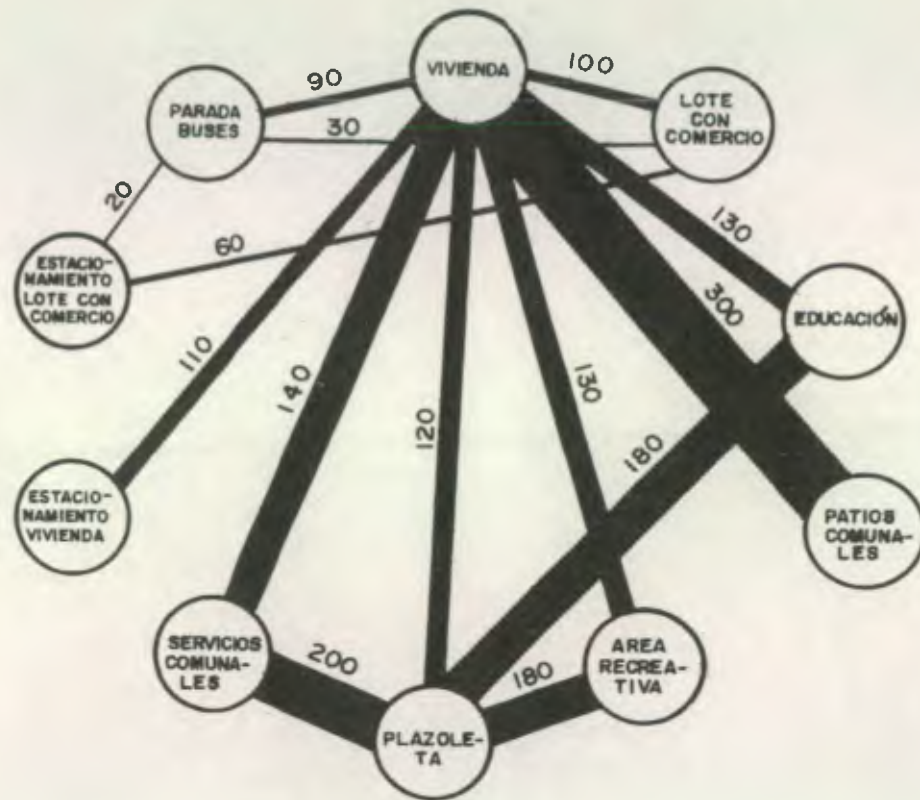 VIVIENDA
90
100
PARADA
BUSES
LOTE
CON
COMERCIO
30
20
60
130
ESTACIO-
NAMIENTO
LOTE CON
COMERCIO
300
EDUCACIÓN
110
140
120
130
180
ESTACIO-
NAMIENTO
VIVIENDA
PATIOS
COMUNA-
LES
SERVICIOS
COMUNA-
LES
200
180
AREA
RECREA-
TIVA
PLAZOLE-
TA